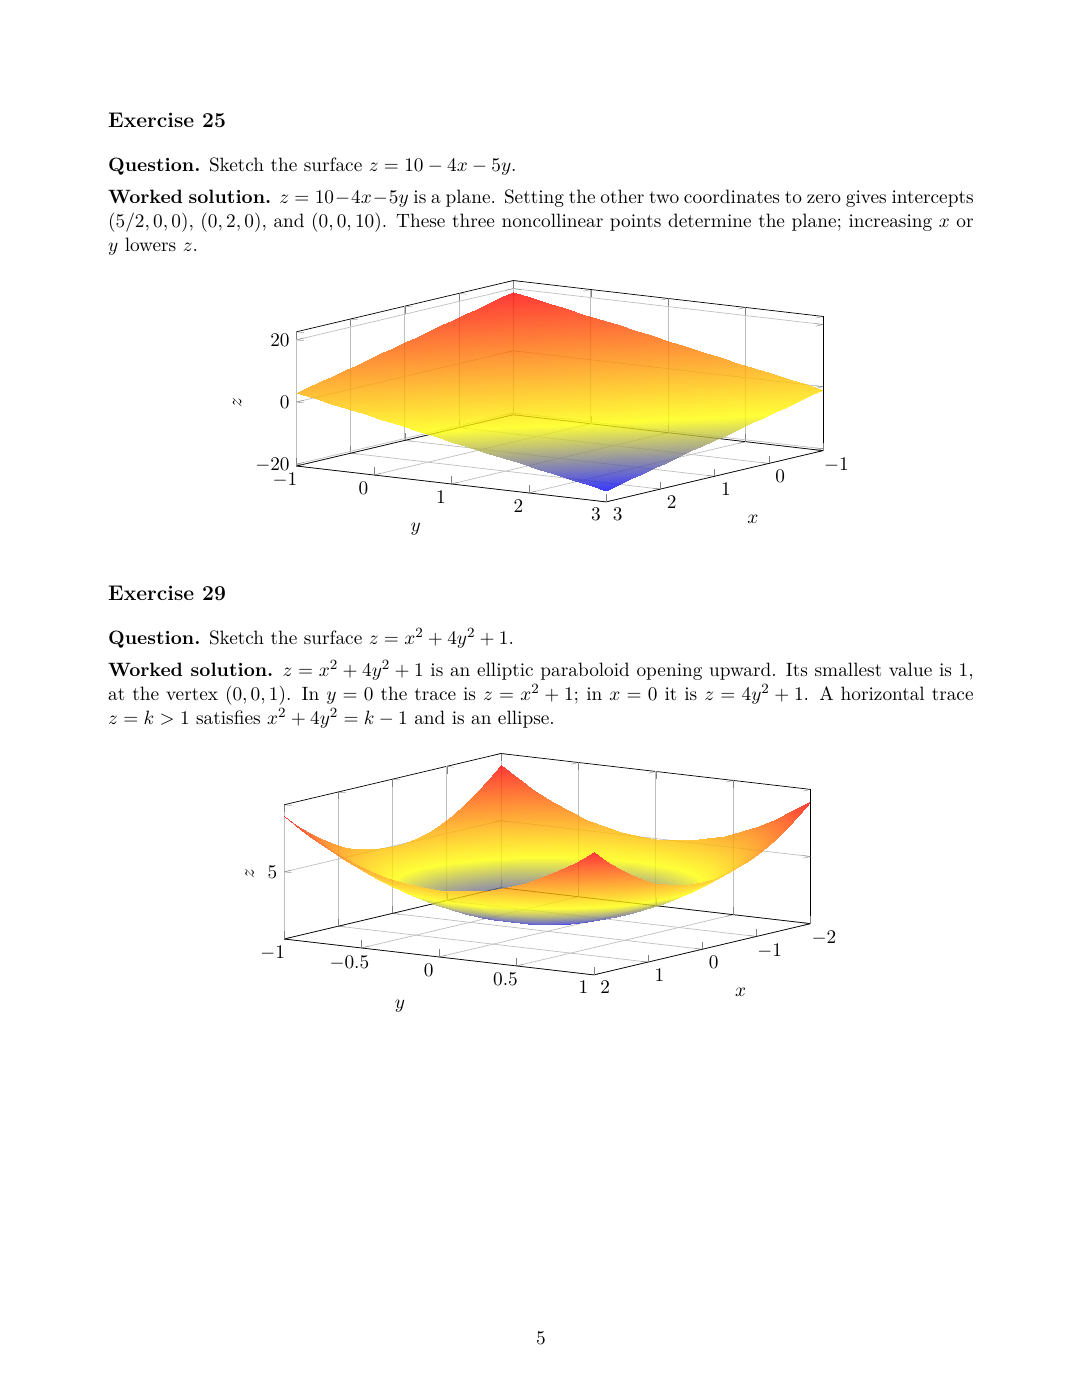 Exercise 25
Question. Sketch the surface z = 10 − 4x − 5y.
Worked solution. z = 10−4x−5y is a plane. Setting the other two coordinates to zero gives intercepts
(5/2, 0, 0), (0, 2, 0), and (0, 0, 10). These three noncollinear points determine the plane; increasing x or
y lowers z.
20
z 0
−20
−1 0 1 2 3
y
3 2 1 0 −1
x
Exercise 29
Question. Sketch the surface z = x² + 4y² + 1.
Worked solution. z = x² + 4y² + 1 is an elliptic paraboloid opening upward. Its smallest value is 1,
at the vertex (0, 0, 1). In y = 0 the trace is z = x² + 1; in x = 0 it is z = 4y² + 1. A horizontal trace
z = k > 1 satisfies x² + 4y² = k − 1 and is an ellipse.
z 5
−1 −0.5 0 0.5 1
y
2 1 0 −1 −2
x
5